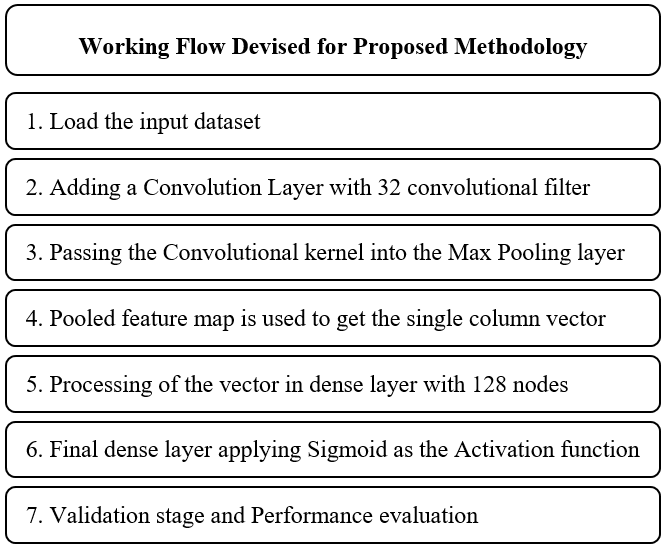 Working Flow Devised for Proposed Methodology
1. Load the input dataset
2. Adding a Convolution Layer with 32 convolutional filter
3. Passing the Convolutional kernel into the Max Pooling layer
4. Pooled feature map is used to get the single column vector
5. Processing of the vector in dense layer with 128 nodes
6. Final dense layer applying Sigmoid as the Activation function
7. Validation stage and Performance evaluation